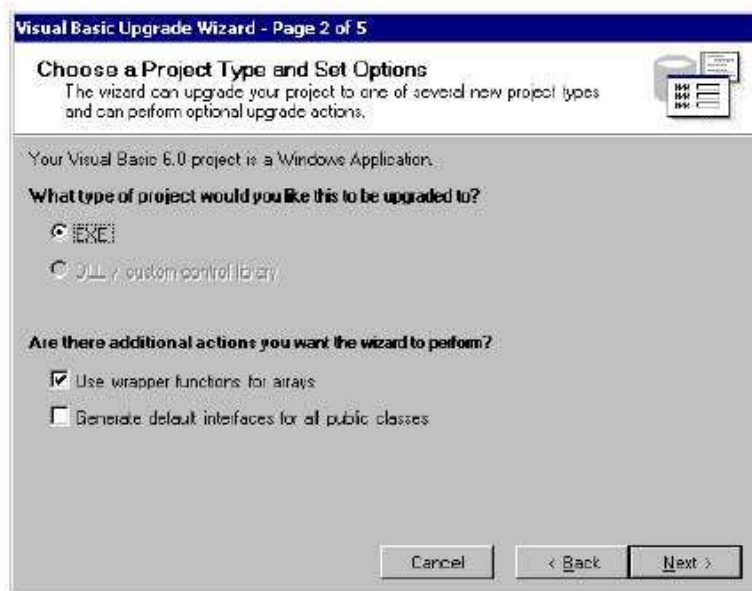 Visual Basic Upgrade Wizard - Page 2 of 5
Choose a Project Type and Set Options
The wizard can upgrade your project to one of several new project types
and can perform optional upgrade actions.
Your Visual Basic 6.0 project is a Windows Application.
What type of project would you like this to be upgraded to?
EXE
DLL / custom control library
Are there additional actions you want the wizard to perform?
Use wrapper functions for arrays
Generate default interfaces for all public classes
Cancel
< Back
Next >